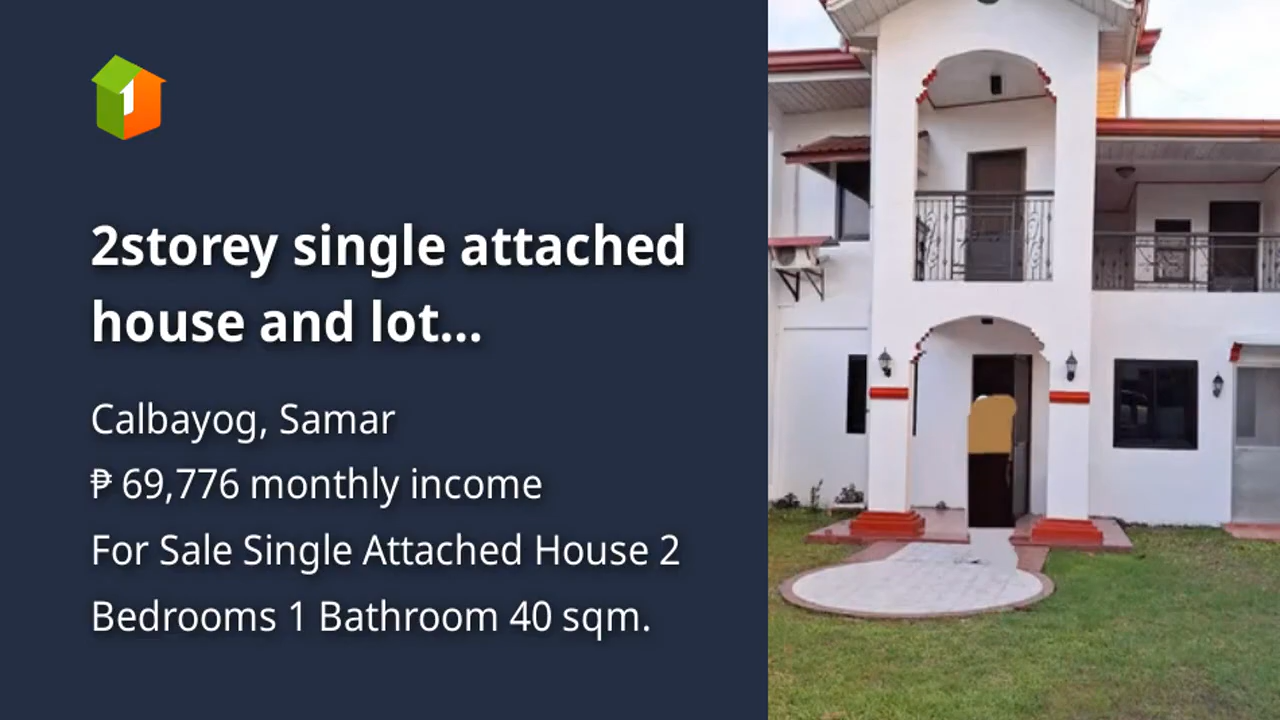 2storey single attached
house and lot...
Calbayog, Samar
₱ 69,776 monthly income
For Sale Single Attached House 2
Bedrooms 1 Bathroom 40 sqm.